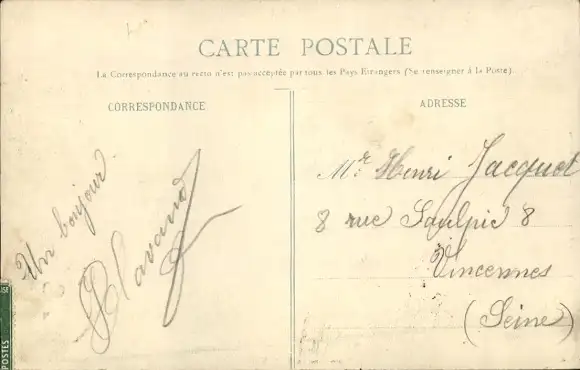 CARTE POSTALE
La Correspondance au recto n'est pas acceptée par tous les Pays Etrangers (Se renseigner à la Poste)
CORRESPONDANCE
Un bonjour
ADRESSE
Mr. Henri Jacquot
8 rue Saulpic 8
Vincennes
(Seine)
POSTES